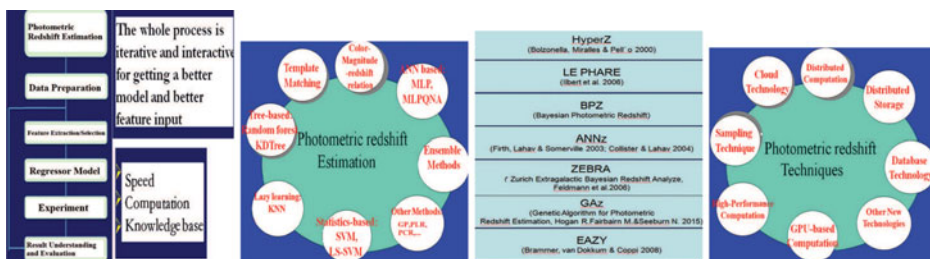 Photometric
Redshift Estimation
Data Preparation
Feature Extraction/Selection
Regressor Model
Experiment
Result Understanding
and Evaluation
The whole process is
iterative and interactive
for getting a better
model and better
feature input
Speed
Computation
Knowledge base
Color-
Magnitude
-redshift
relation
Template
Matching
ANN based:
MLP,
MLPQNA
Tree-based:
Random forest,
KDTree
Photometric redshift
Estimation
Ensemble
Methods
Lazy learning:
KNN
Statistics-based:
SVM,
LS-SVM
Other Methods:
GP,PLR,
PCR,...
HyperZ
(Bolzonella, Miralles & Pell´o 2000)
LE PHARE
(Ilbert et al. 2006)
BPZ
(Bayesian Photometric Redshift)
ANNz
(Firth, Lahav & Somerville 2003; Collister & Lahav 2004)
ZEBRA
Zurich Extragalactic Bayesian Redshift Analyze,
Feldmann et al.2006)
GAz
(Genetic Algorithm for Photometric
Redshift Estimation, Hogan R.Fairbairn M.&Seeburn N. 2015)
EAZY
(Brammer, van Dokkum & Coppi 2008)
Distributed
Computation
Cloud
Technology
Distributed
Storage
Sampling
Technique
Photometric redshift
Techniques
Database
Technology
High-Performance
Computation
GPU-based
Computation
Other New
Technologies